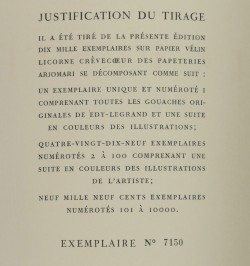 JUSTIFICATION DU TIRAGE
IL A ÉTÉ TIRÉ DE LA PRÉSENTE ÉDITION
DIX MILLE EXEMPLAIRES SUR PAPIER VÉLIN
LICORNE CRÈVECŒUR DES PAPETERIES
ARJOMARI SE DÉCOMPOSANT COMME SUIT :
UN EXEMPLAIRE UNIQUE ET NUMÉROTÉ I
COMPRENANT TOUTES LES GOUACHES ORI-
GINALES DE EDY-LEGRAND ET UNE SUITE
EN COULEURS DES ILLUSTRATIONS;
QUATRE-VINGT-DIX-NEUF EXEMPLAIRES
NUMÉROTÉS 2 à 100 COMPRENANT UNE
SUITE EN COULEURS DES ILLUSTRATIONS
DE L'ARTISTE;
NEUF MILLE NEUF CENTS EXEMPLAIRES
NUMÉROTÉS 101 à 10000.
EXEMPLAIRE Nº 7150